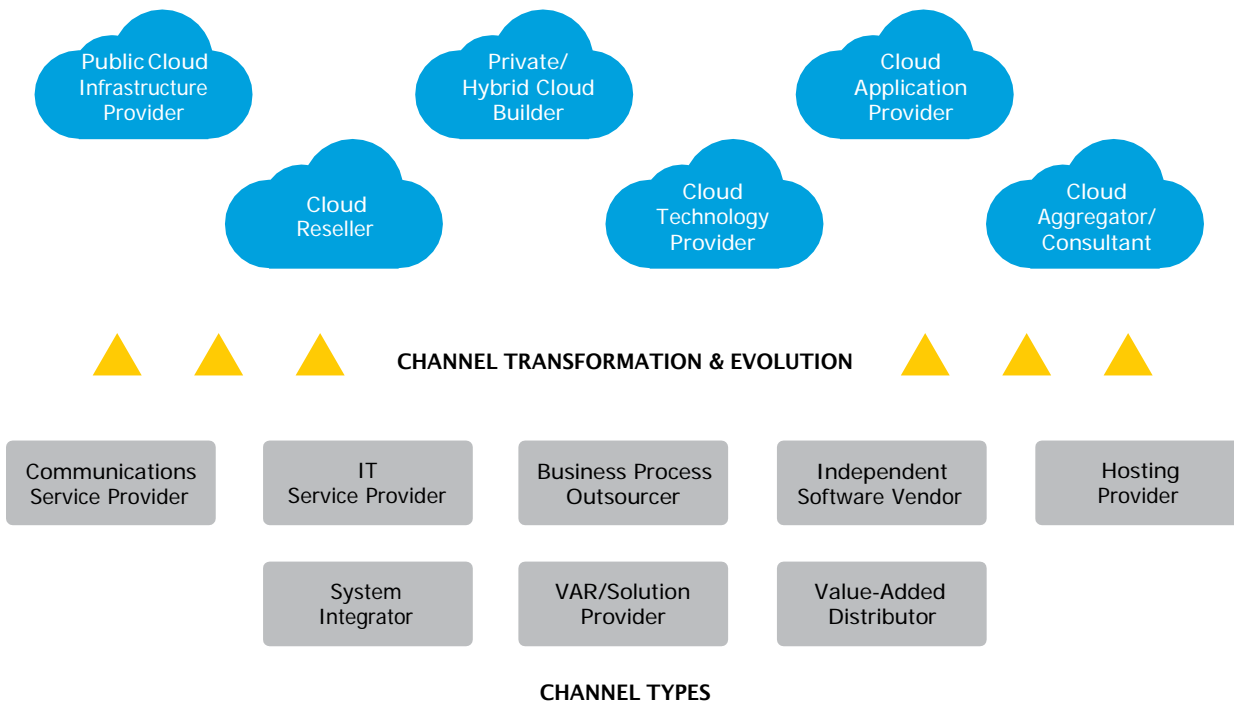 Public Cloud
Infrastructure
Provider
Private/
Hybrid Cloud
Builder
Cloud
Application
Provider
Cloud
Reseller
Cloud
Technology
Provider
Cloud
Aggregator/
Consultant
CHANNEL TRANSFORMATION & EVOLUTION
Communications
Service Provider
IT
Service Provider
Business Process
Outsourcer
Independent
Software Vendor
Hosting
Provider
System
Integrator
VAR/Solution
Provider
Value-Added
Distributor
CHANNEL TYPES